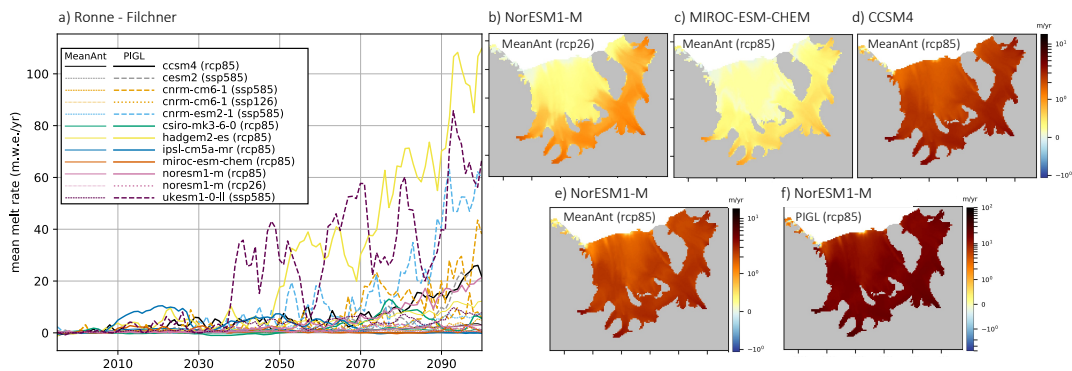 a) Ronne - Filchner
mean melt rate (m.w.e./yr)
100
80
60
40
20
0
2010
2030
2050
2070
2090
MeanAnt PIGL
ccsm4 (rcp85)
cesm2 (ssp585)
cnrm-cm6-1 (ssp585)
cnrm-cm6-1 (ssp126)
cnrm-esm2-1 (ssp585)
csiro-mk3-6-0 (rcp85)
hadgem2-es (rcp85)
ipsl-cm5a-mr (rcp85)
miroc-esm-chem (rcp85)
noresm1-m (rcp85)
noresm1-m (rcp26)
ukesm1-0-ll (ssp585)
b) NorESM1-M
MeanAnt (rcp26)
c) MIROC-ESM-CHEM
MeanAnt (rcp85)
d) CCSM4
MeanAnt (rcp85)
m/yr
10¹
10⁰
0
−10⁰
e) NorESM1-M
MeanAnt (rcp85)
m/yr
10¹
10⁰
0
−10⁰
f) NorESM1-M
PIGL (rcp85)
m/yr
10²
10¹
10⁰
0
−10⁰